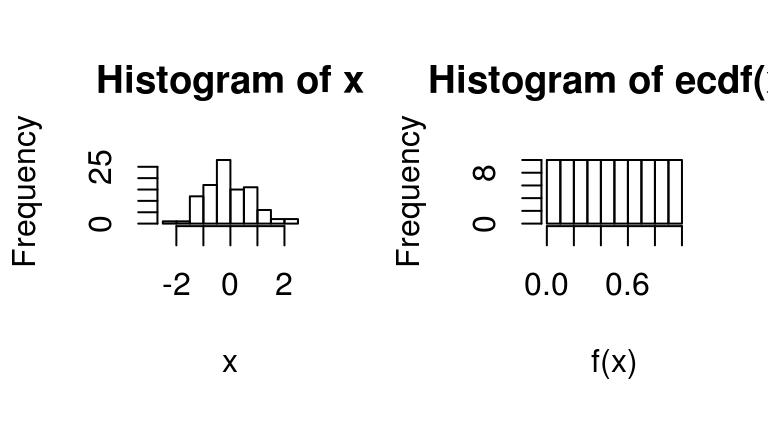 Histogram of x
Frequency
0 25
-2 0 2
x
Histogram of ecdf(
Frequency
0 8
0.0 0.6
f(x)